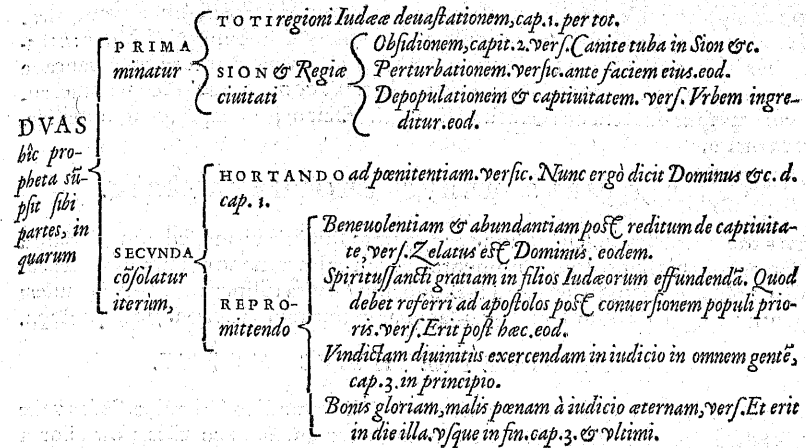 DVAS
hîc pro-
pheta sū-
psit sibi
partes, in
quarum
PRIMA
minatur
TOTI regioni Iudææ deuastationem, cap. 1. per tot.
SION & Regiæ
ciuitati
Obsidionem, capit. 2. vers. Canite tuba in Sion &c.
Perturbationem. versic. ante faciem eius. eod.
Depopulationem & captiuitatem. vers. Vrbem ingre-
ditur. eod.
SECVNDA
cōsolatur
iterùm,
HORTANDO ad pœnitentiam. versic. Nunc ergò dicit Dominus &c. d.
cap. 1.
REPRO-
mittendo
Beneuolentiam & abundantiam post reditum de captiuita-
te, vers. Zelatus est Dominus. eodem.
Spiritussancti gratiam in filios Iudæorum effundendā. Quod
debet referri ad apostolos post conuersionem populi prio-
ris. vers. Erit post hæc. eod.
Vindictam diuinitùs exercendam in iudicio in omnem gentē,
cap. 3. in principio.
Bonis gloriam, malis pœnam à iudicio æternam, vers. Et erit
in die illa. vsque in fin. cap. 3. & vltimi.